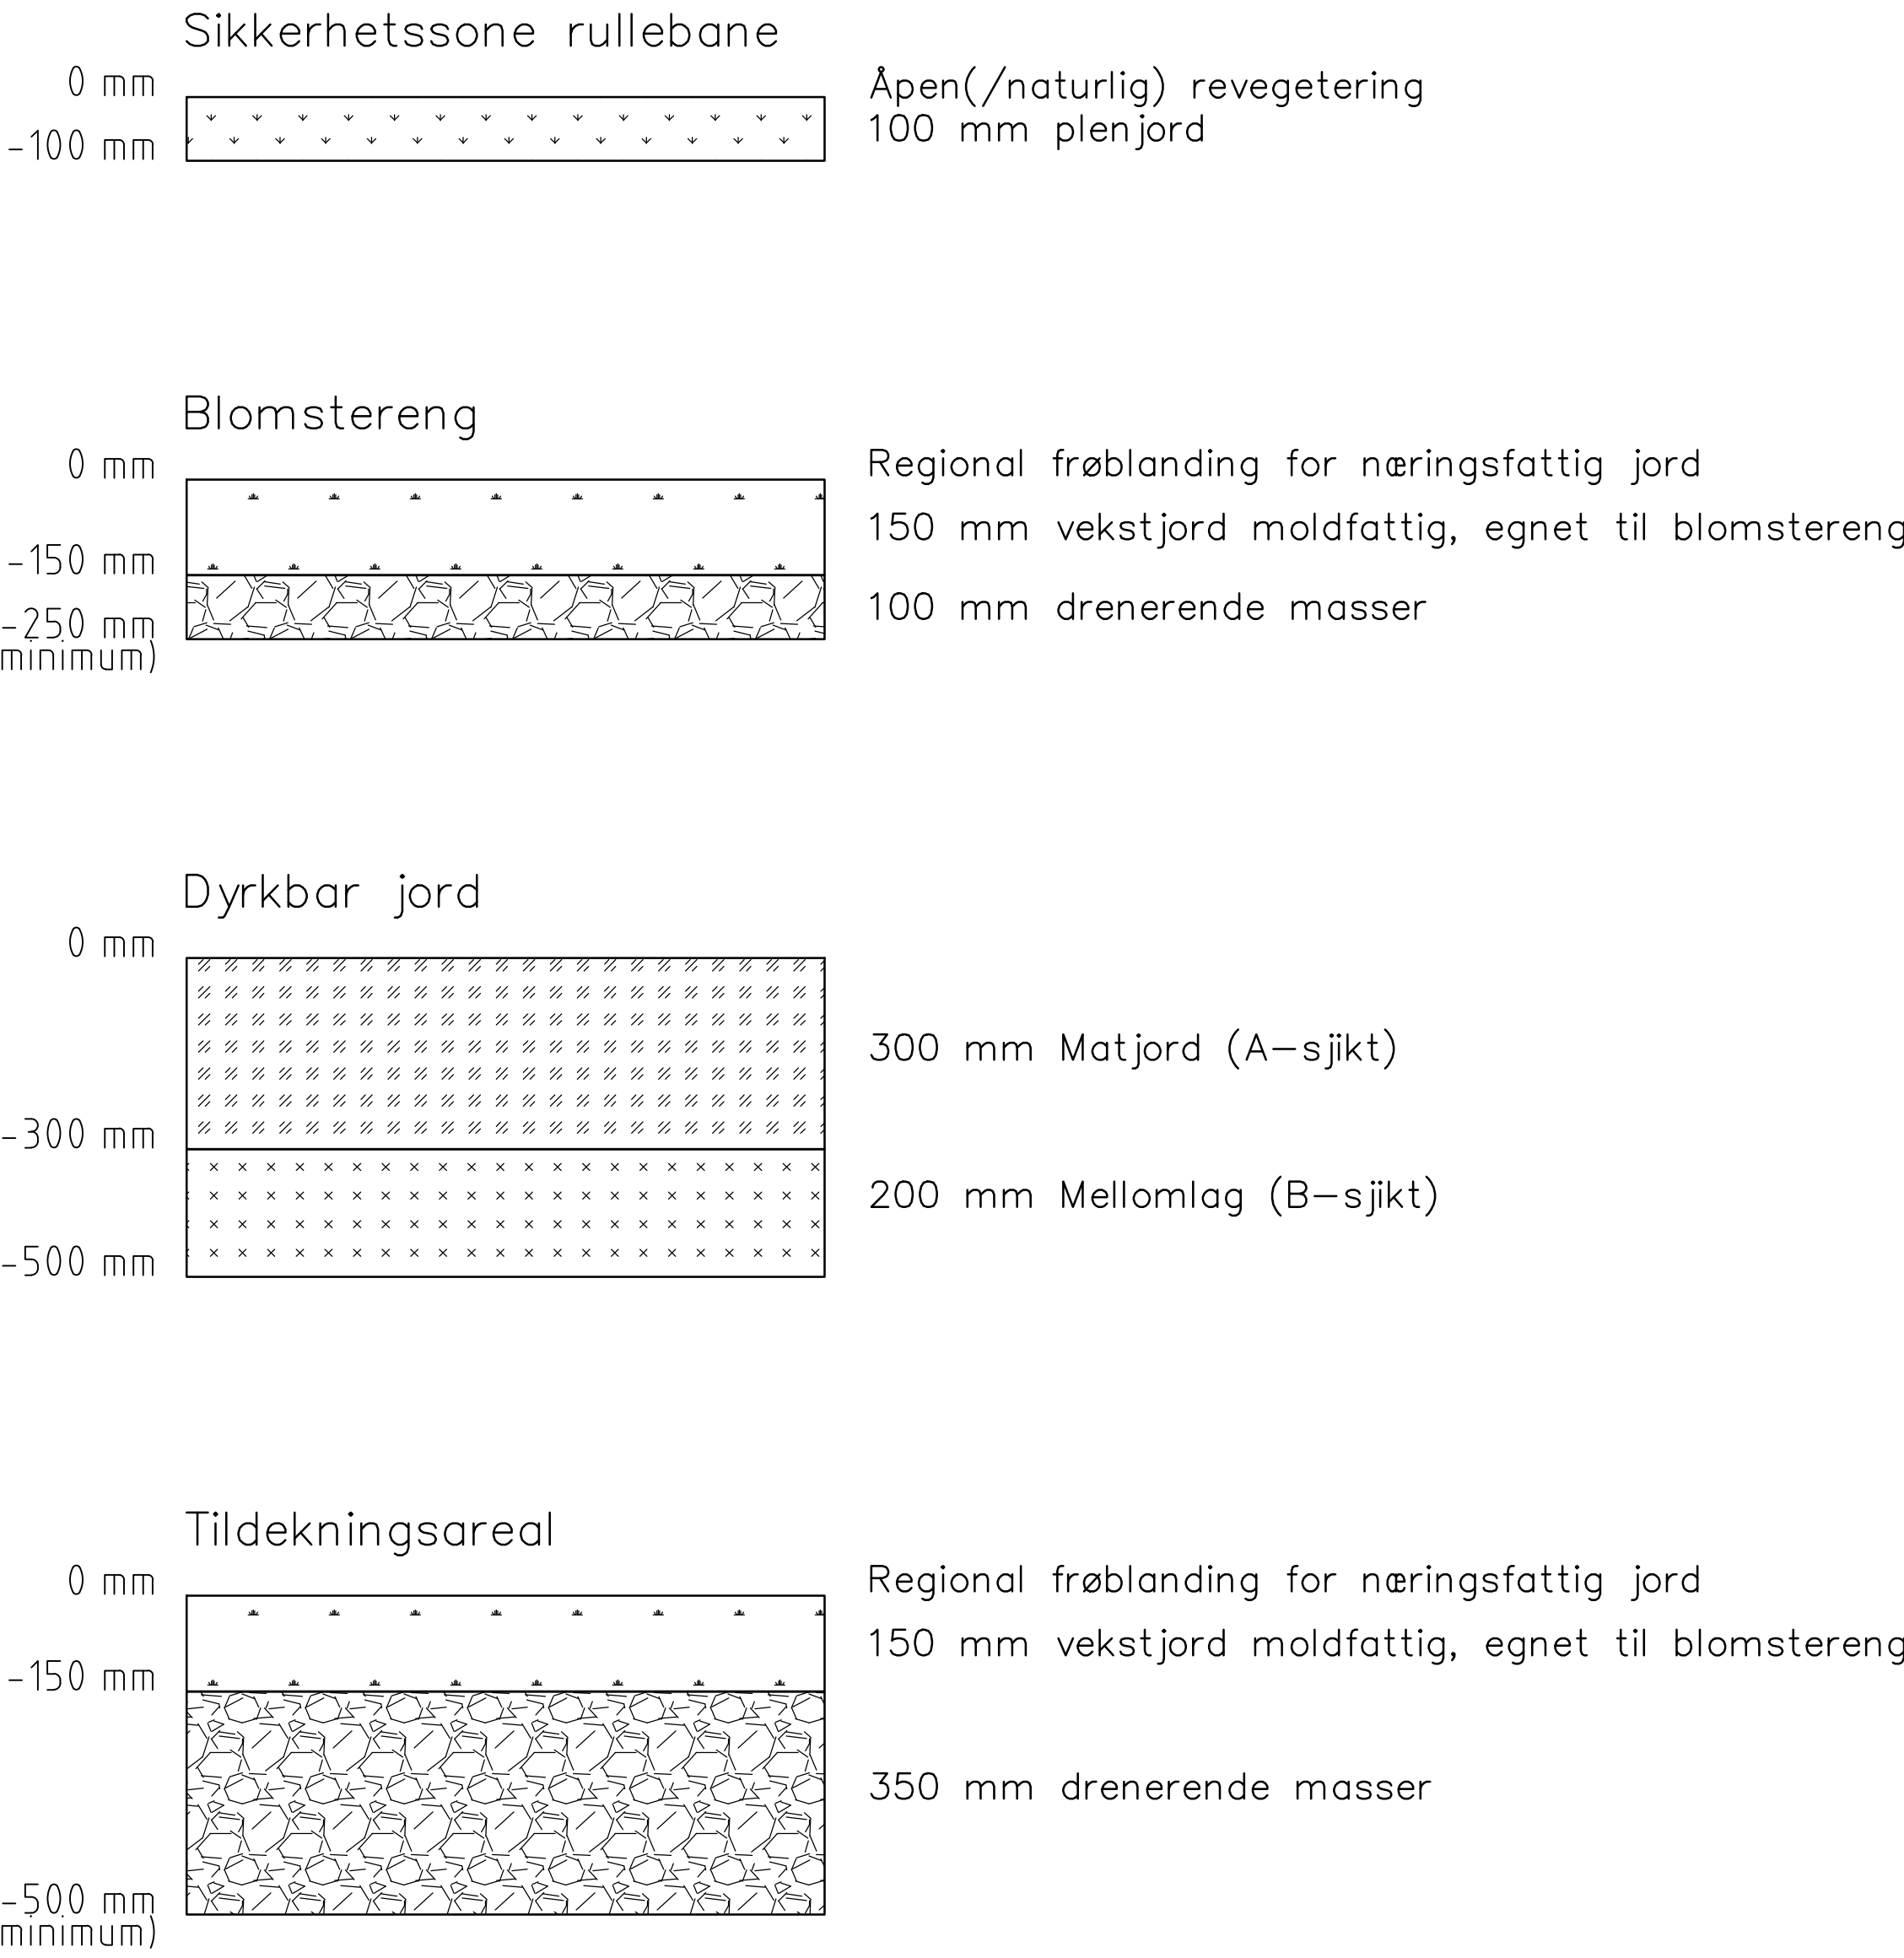 Sikkerhetssone rullebane
0 mm
Åpen(/naturlig) revegetering
-100 mm
100 mm plenjord
Blomstereng
0 mm
Regional frøblanding for næringsfattig jord
150 mm vekstjord moldfattig, egnet til blomstereng
-150 mm
100 mm drenerende masser
-250 mm
minimum)
Dyrkbar jord
0 mm
300 mm Matjord (A-sjikt)
-300 mm
200 mm Mellomlag (B-sjikt)
-500 mm
Tildekningsareal
0 mm
Regional frøblanding for næringsfattig jord
150 mm vekstjord moldfattig, egnet til blomstereng
-150 mm
350 mm drenerende masser
-500 mm
minimum)